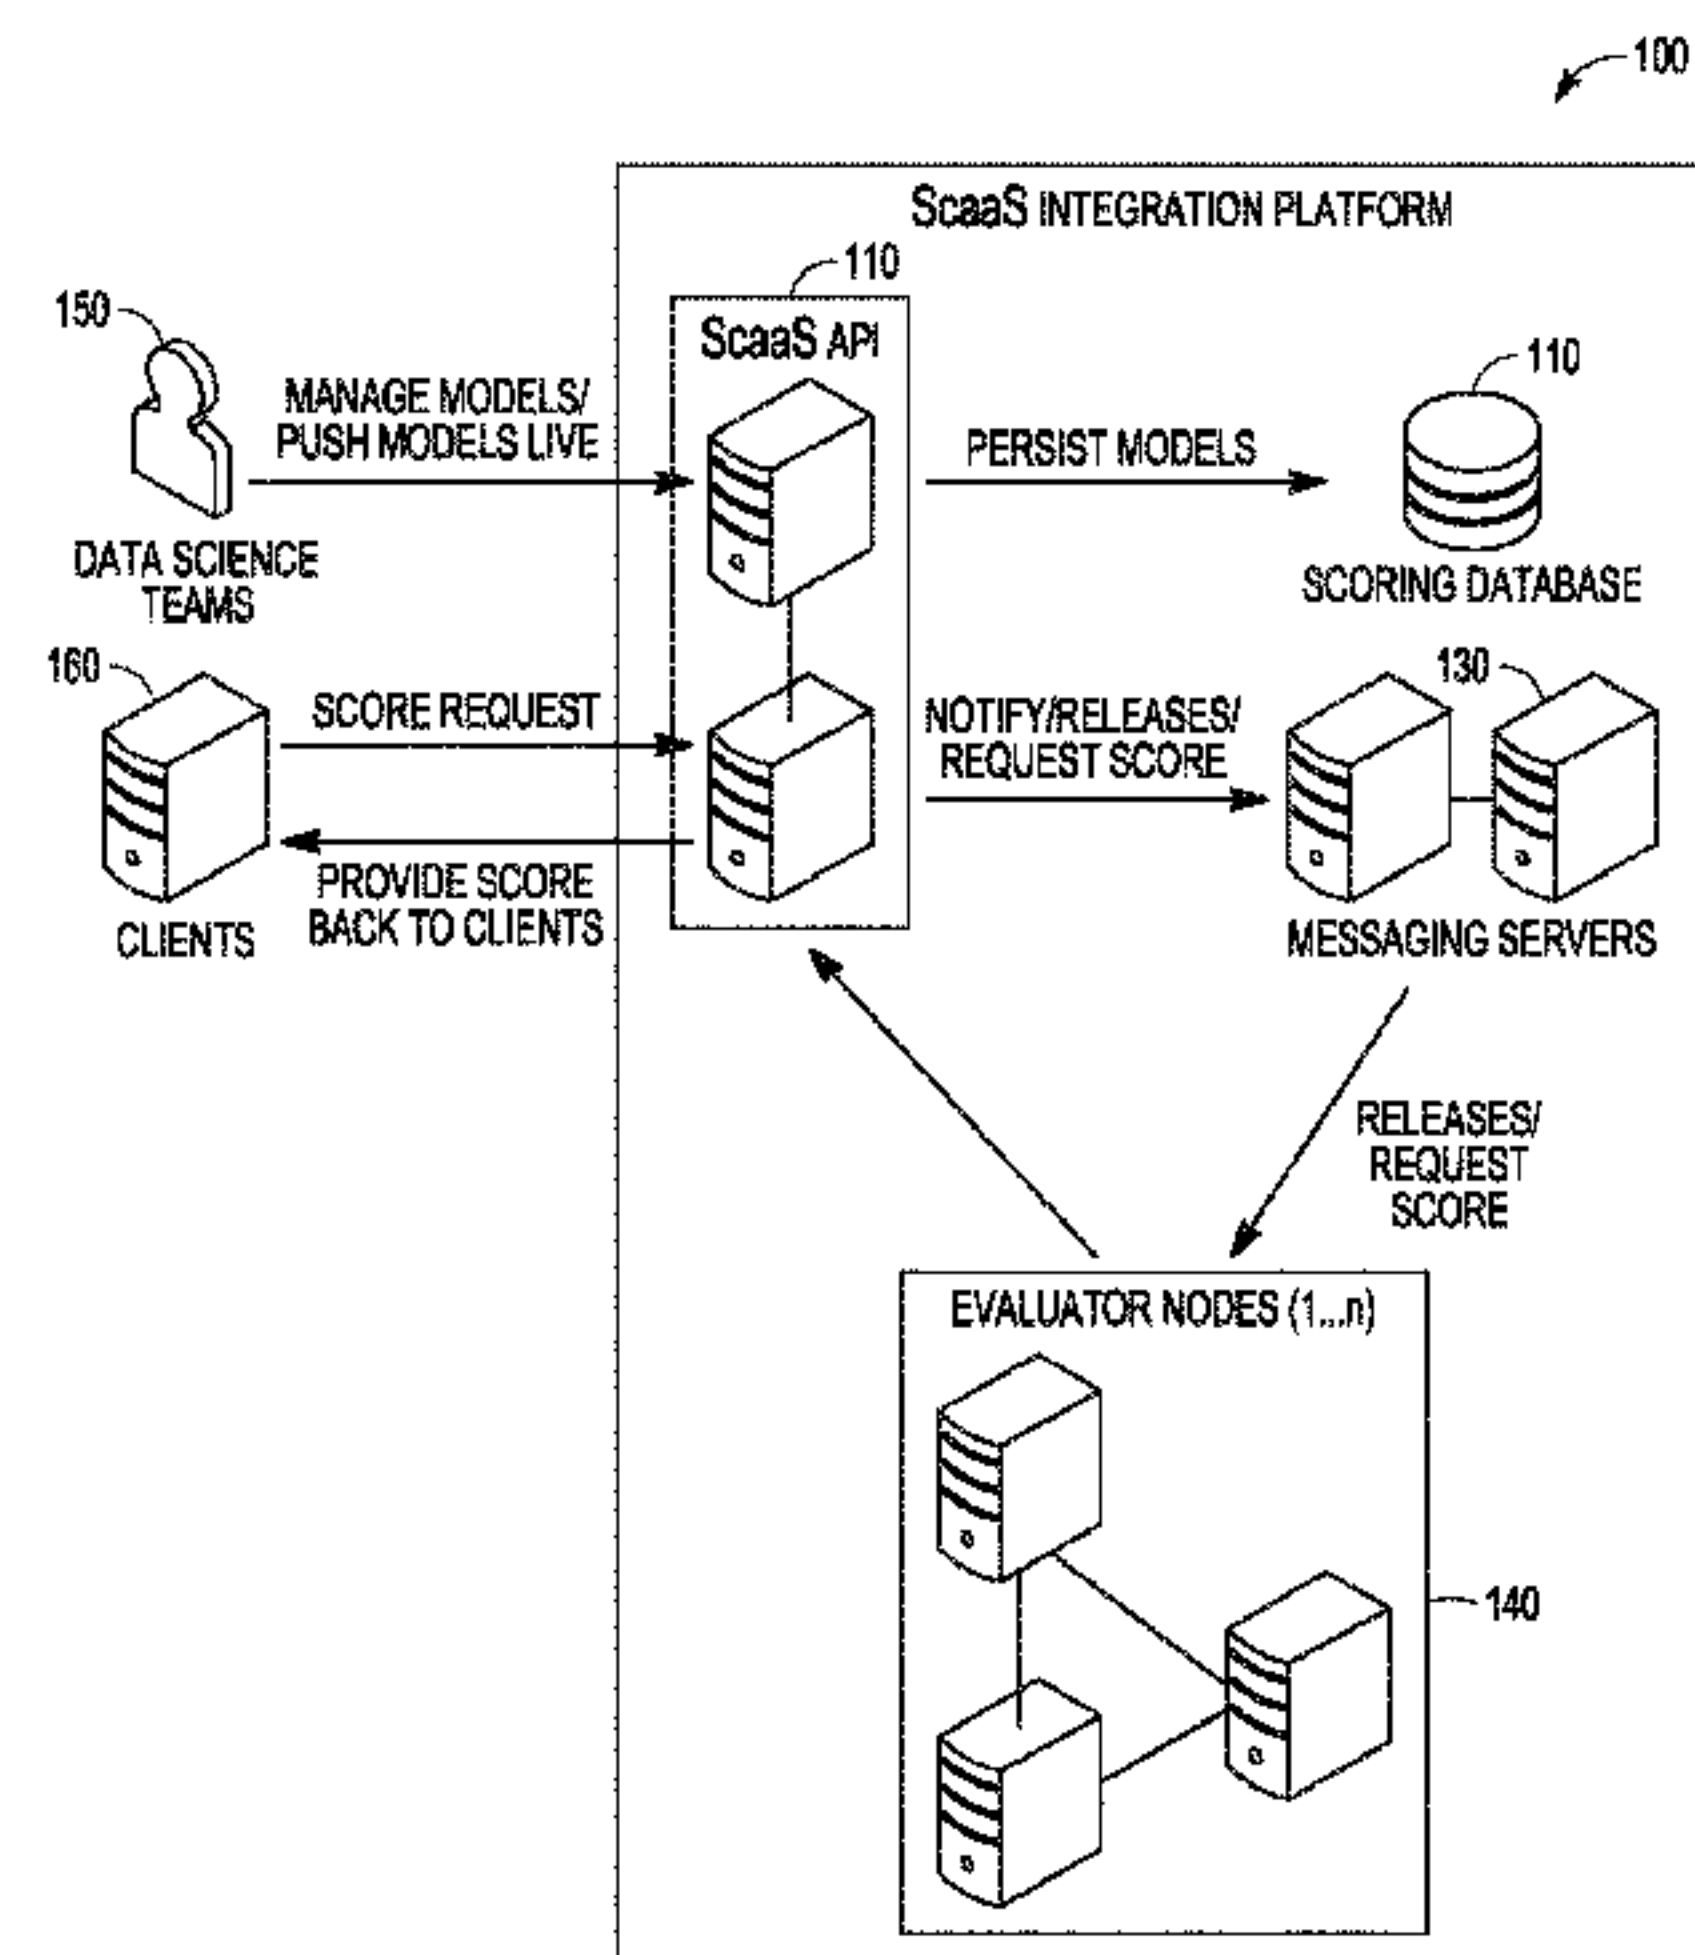 100
ScaaS INTEGRATION PLATFORM
110
ScaaS API
150
MANAGE MODELS/
PUSH MODELS LIVE
DATA SCIENCE
TEAMS
PERSIST MODELS
110
SCORING DATABASE
160
SCORE REQUEST
CLIENTS
PROVIDE SCORE
BACK TO CLIENTS
NOTIFY/RELEASES/
REQUEST SCORE
130
MESSAGING SERVERS
RELEASES/
REQUEST
SCORE
EVALUATOR NODES (1...n)
140